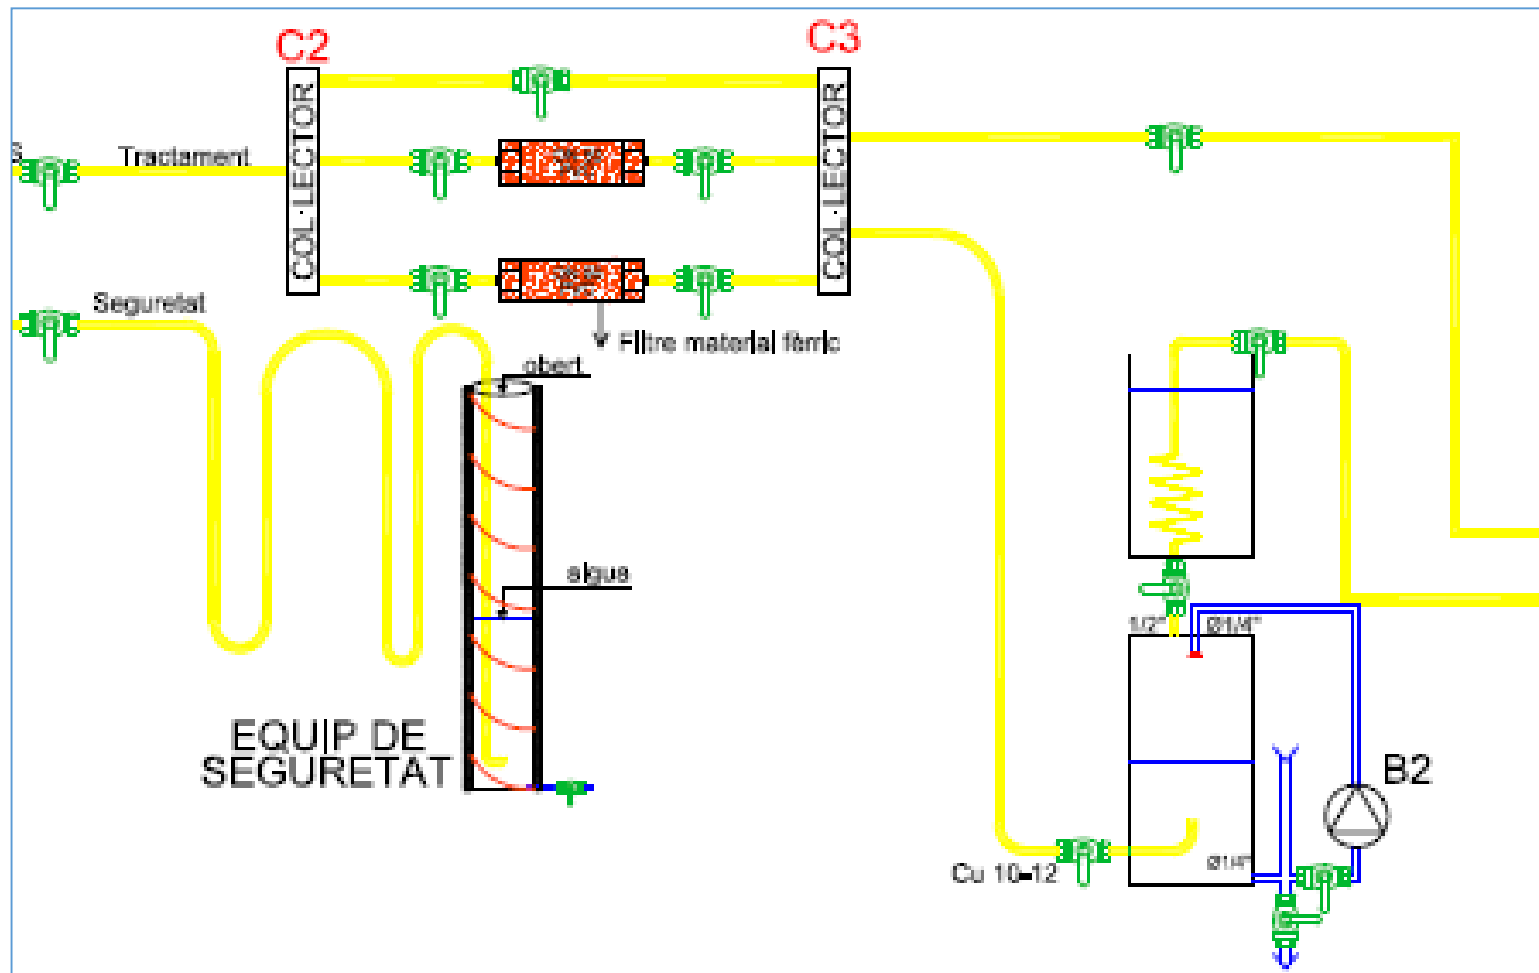 C2
C3
COL·LECTOR
COL·LECTOR
Tractament
Seguretat
Filtre material fèrric
obert
aigua
1/2"
Ø1/4"
EQUIP DE
SEGURETAT
B2
Cu 10-12
Ø1/4"